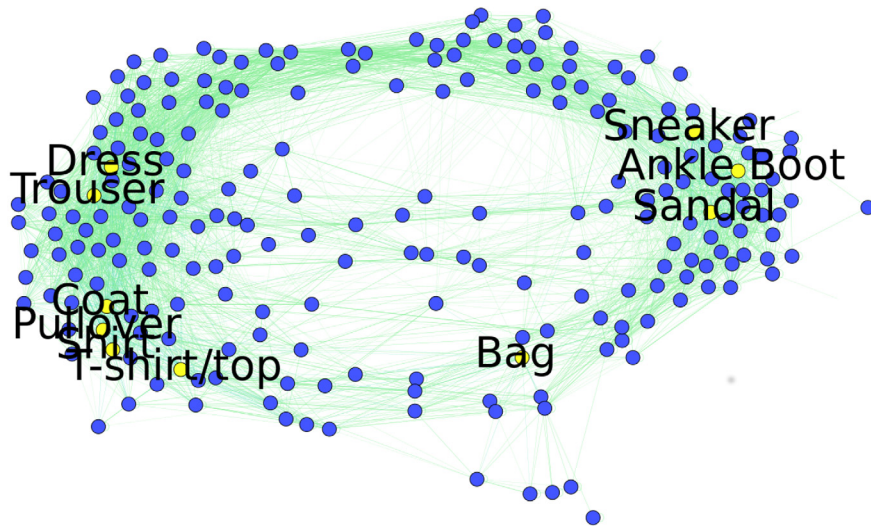 Sneaker
Dress
Ankle Boot
Trouser
Sandal
Coat
Pullover
Shirt
T-shirt/top
Bag